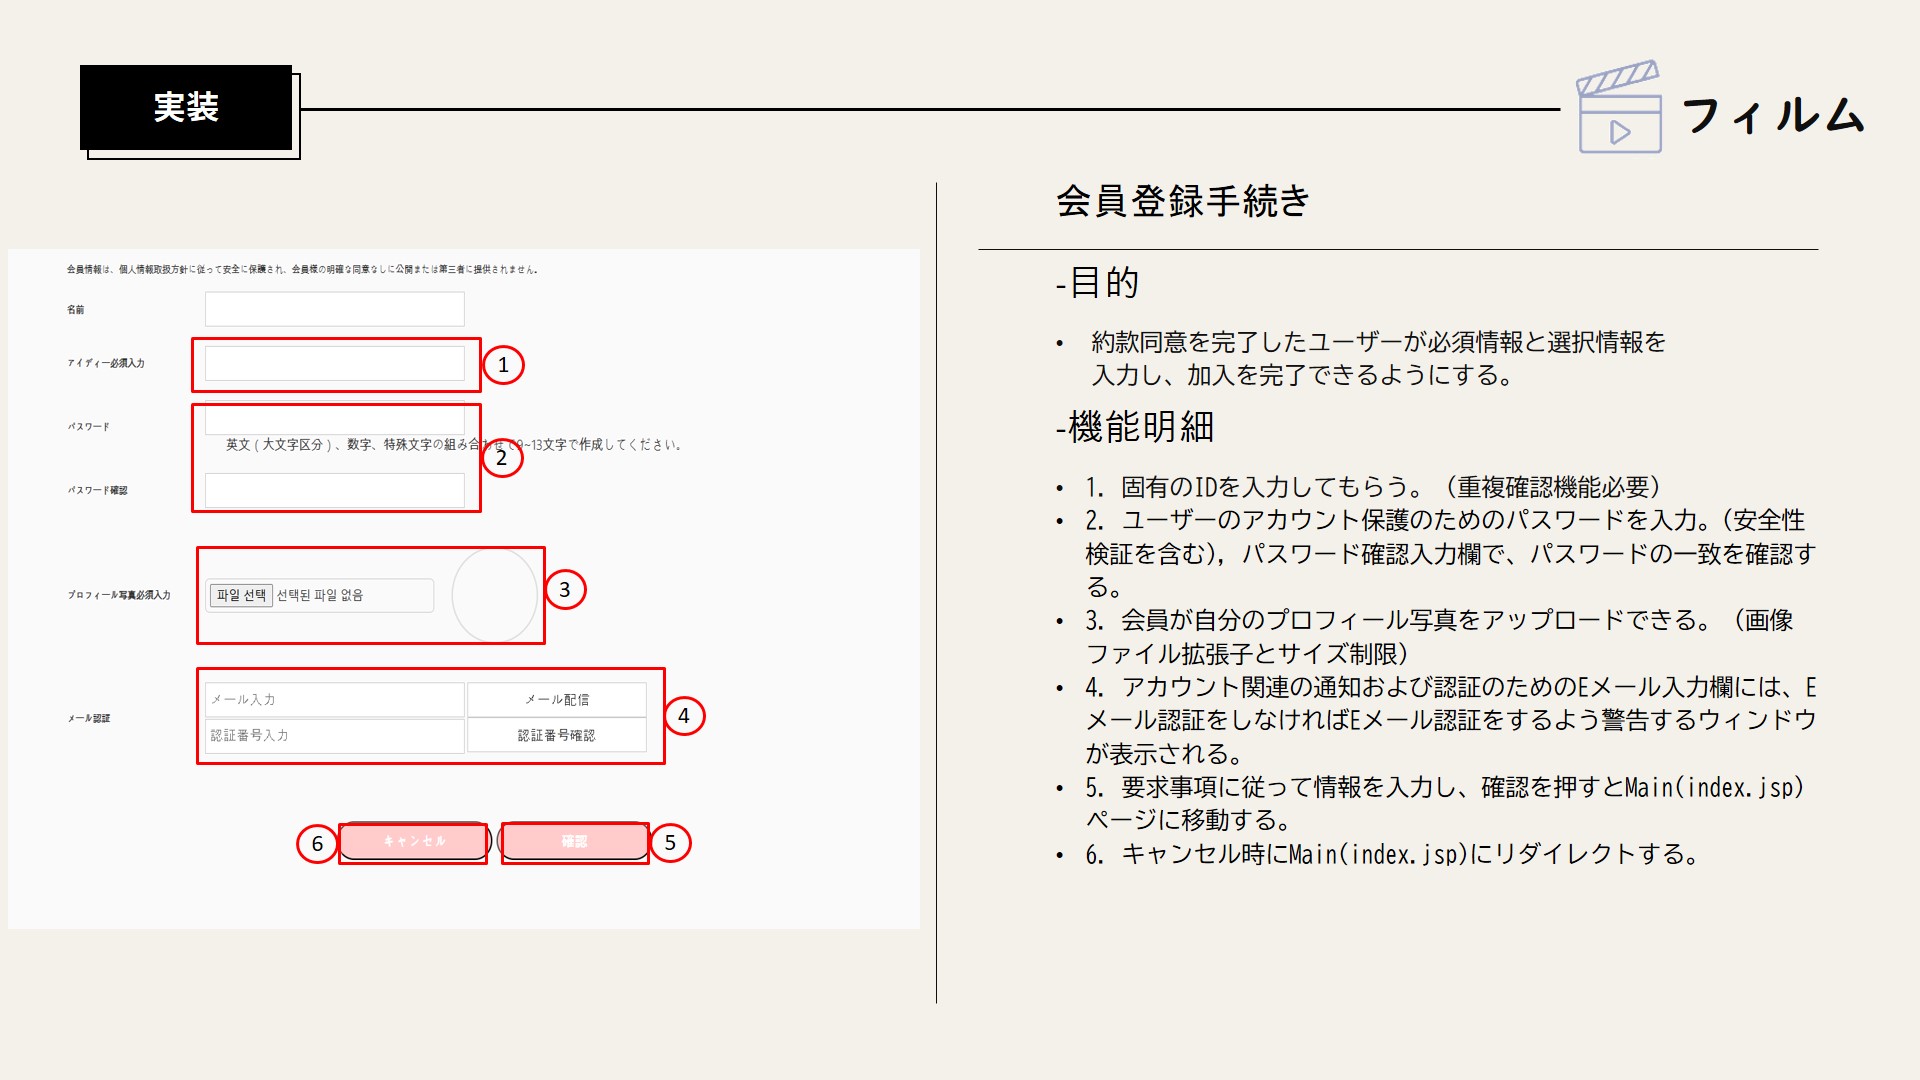 実装
フィルム
会員情報は、個人情報取扱方針に従って安全に保護され、会員様の明確な同意なしに公開または第三者に提供されません。
名前
アイディー必須入力
1
パスワード
英文 ( 大文字区分 ) 、数字、特殊文字の組み合わせで9~13文字で作成してください。
2
パスワード確認
プロフィール写真必須入力
파일 선택 선택된 파일 없음
3
メール認証
メール入力
メール配信
認証番号入力
認証番号確認
4
6
キャンセル
確認
5
会員登録手続き
-目的
• 約款同意を完了したユーザーが必須情報と選択情報を
入力し、加入を完了できるようにする。
-機能明細
• 1. 固有のIDを入力してもらう。（重複確認機能必要）
• 2. ユーザーのアカウント保護のためのパスワードを入力。(安全性
検証を含む), パスワード確認入力欄で、パスワードの一致を確認す
る。
• 3. 会員が自分のプロフィール写真をアップロードできる。（画像
ファイル拡張子とサイズ制限）
• 4. アカウント関連の通知および認証のためのEメール入力欄には、E
メール認証をしなければEメール認証をするよう警告するウィンドウ
が表示される。
• 5. 要求事項に従って情報を入力し、確認を押すとMain(index.jsp)
ページに移動する。
• 6. キャンセル時にMain(index.jsp)にリダイレクトする。